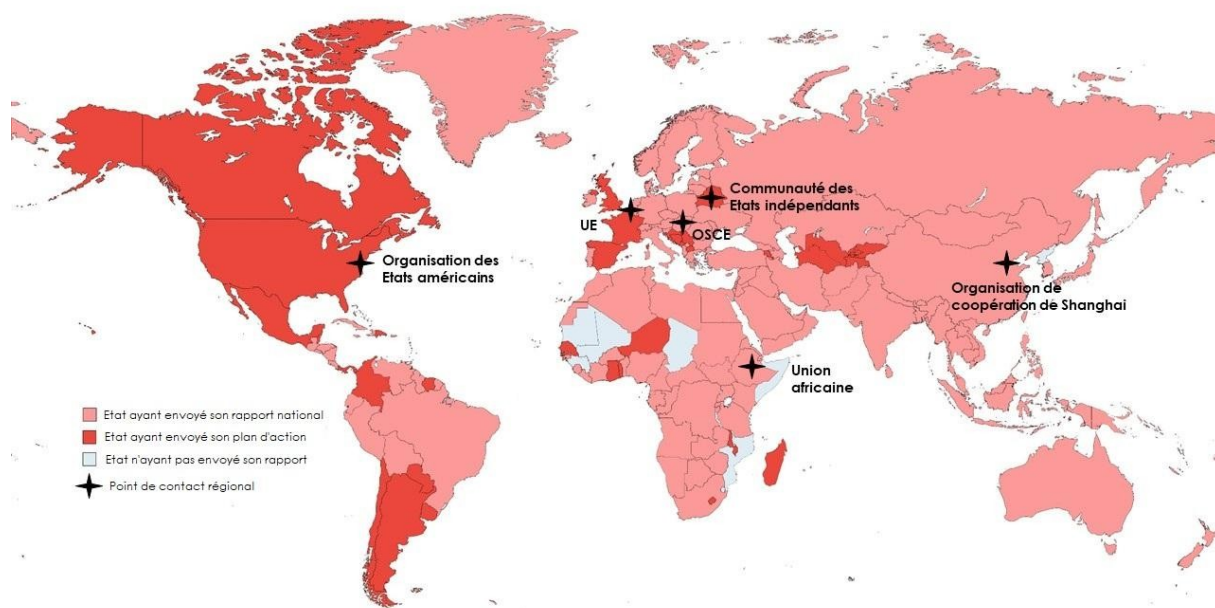 Communauté des
Etats indépendants
UE
OSCE
Organisation des
Etats américains
Organisation de
coopération de Shanghai
Union
africaine
Etat ayant envoyé son rapport national
Etat ayant envoyé son plan d'action
Etat n'ayant pas envoyé son rapport
Point de contact régional